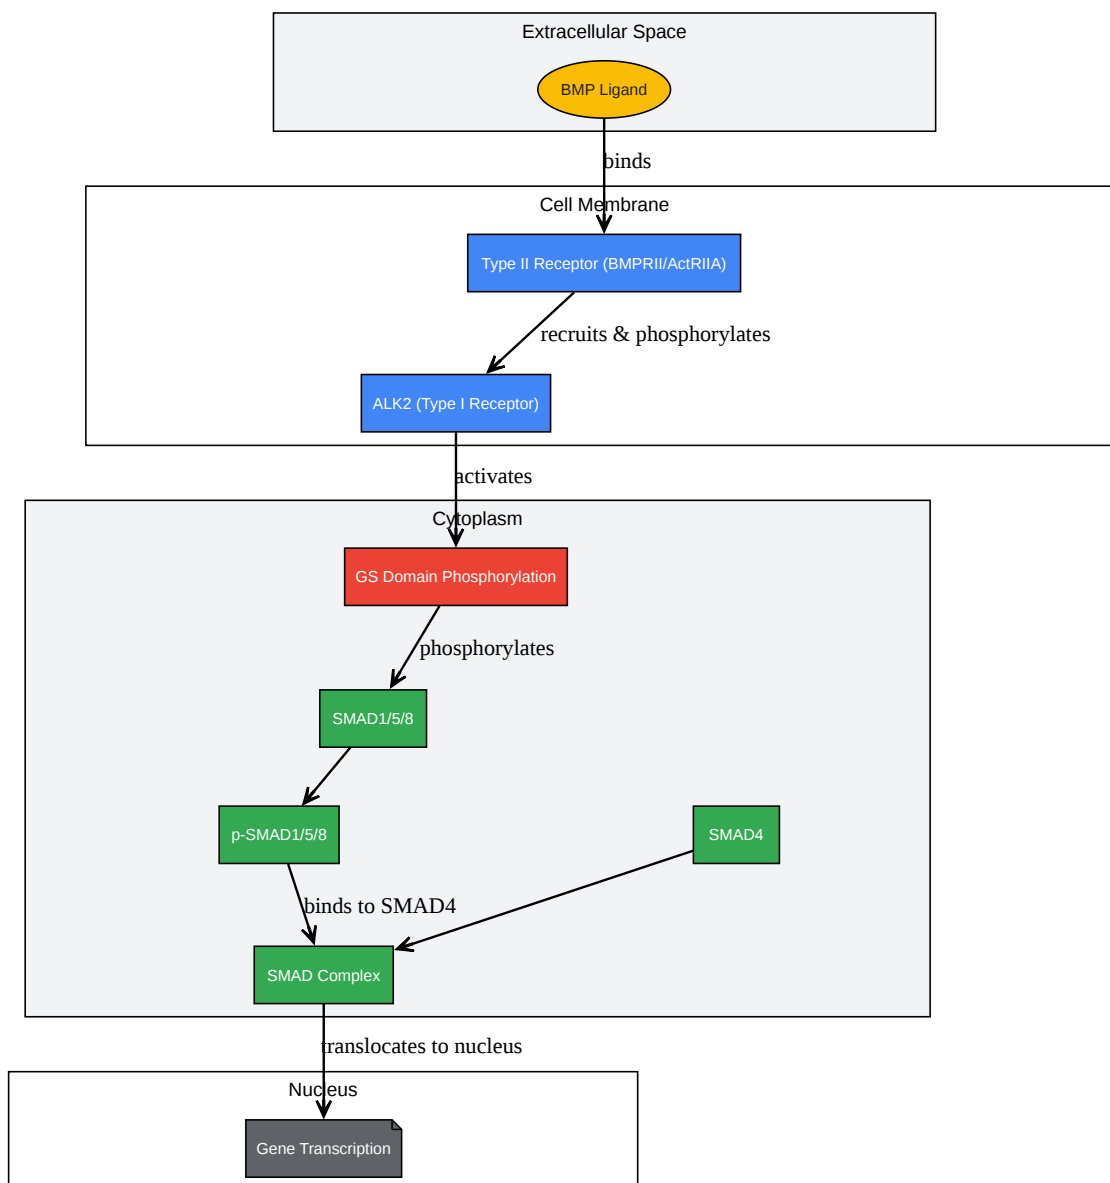 Extracellular Space
BMP Ligand
binds
Cell Membrane
Type II Receptor (BMPRII/ActRIIA)
recruits & phosphorylates
ALK2 (Type I Receptor)
activates
Cytoplasm
GS Domain Phosphorylation
phosphorylates
SMAD1/5/8
p-SMAD1/5/8
SMAD4
binds to SMAD4
SMAD Complex
translocates to nucleus
Nucleus
Gene Transcription